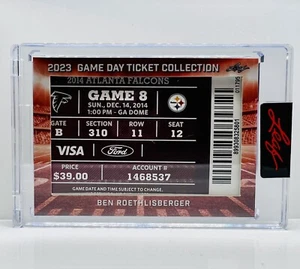 2023 GAME DAY TICKET COLLECTION
2014 ATLANTA FALCONS
GAME 8
SUN., DEC. 14, 2014
1:00 PM - GA DOME
Steelers
GATE SECTION ROW SEAT
B 310 11 12
VISA Ford
PRICE ACCOUNT #
$39.00 1468537
GAME DATE AND TIME SUBJECT TO CHANGE.
BEN ROETHLISBERGER
Leaf